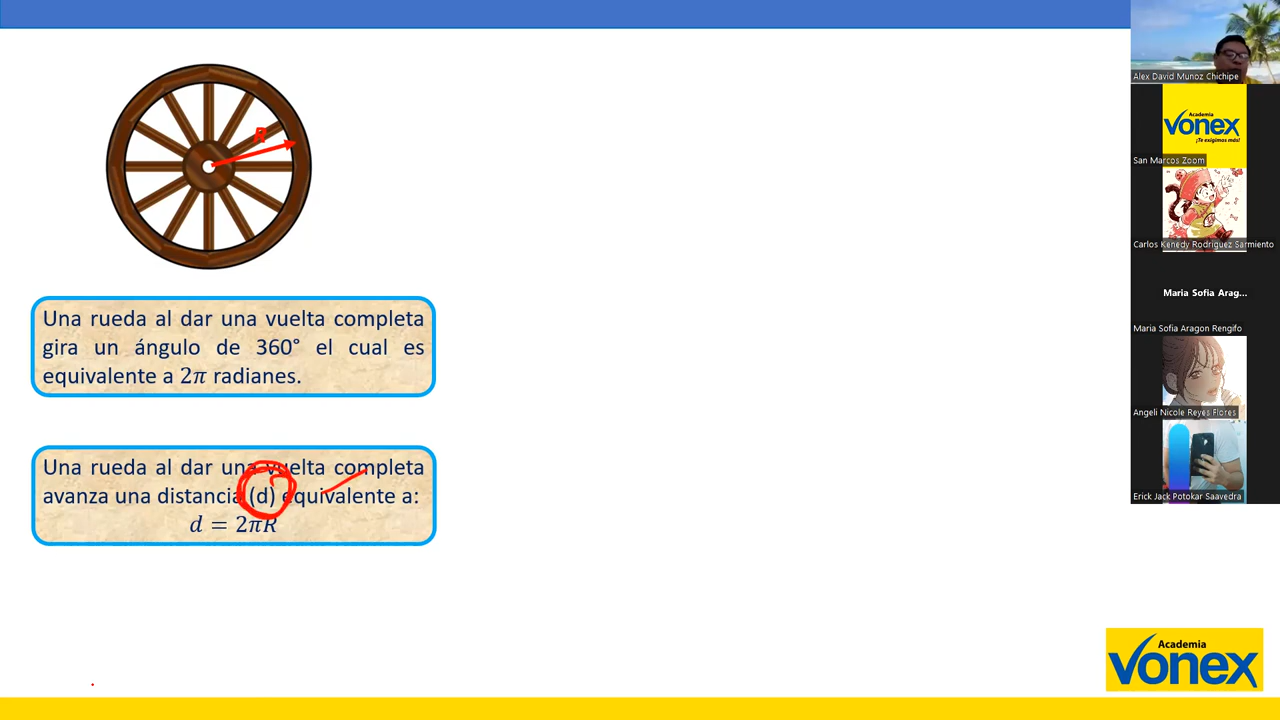 R
Una rueda al dar una vuelta completa
gira un ángulo de 360° el cual es
equivalente a 2π radianes.
Una rueda al dar una vuelta completa
avanza una distancia (d) equivalente a:
d = 2πR
Alex David Munoz Chichipe
Academia
Vonex
¡Te exigimos más!
San Marcos Zoom
Carlos Kenedy Rodriguez Sarmiento
Maria Sofia Arag...
Maria Sofia Aragon Rengifo
Angeli Nicole Reyes Flores
Erick Jack Potokar Saavedra
Academia
Vonex